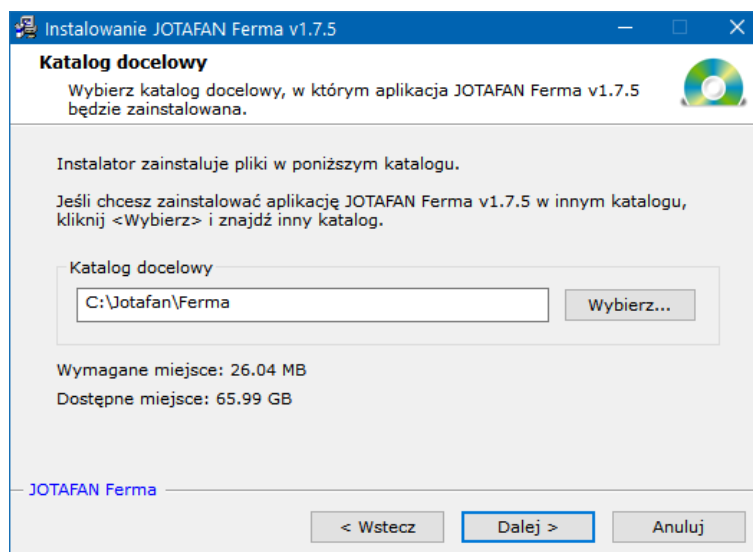 Instalowanie JOTAFAN Ferma v1.7.5
Katalog docelowy
Wybierz katalog docelowy, w którym aplikacja JOTAFAN Ferma v1.7.5
będzie zainstalowana.
Instalator zainstaluje pliki w poniższym katalogu.
Jeśli chcesz zainstalować aplikację JOTAFAN Ferma v1.7.5 w innym katalogu,
kliknij <Wybierz> i znajdź inny katalog.
Katalog docelowy
C:\Jotafan\Ferma
Wybierz...
Wymagane miejsce: 26.04 MB
Dostępne miejsce: 65.99 GB
JOTAFAN Ferma
< Wstecz
Dalej >
Anuluj